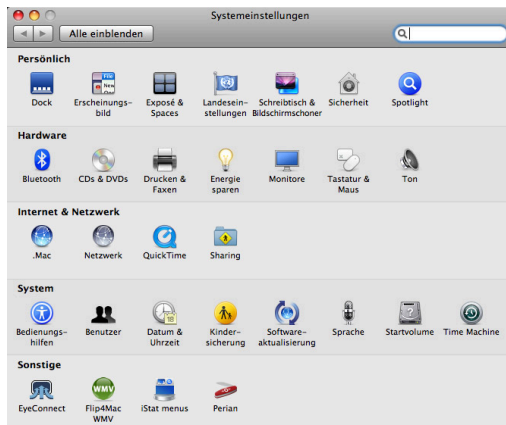 Systemeinstellungen
Alle einblenden
Persönlich
Dock
Erscheinungs-
bild
Exposé &
Spaces
Landesein-
stellungen
Schreibtisch &
Bildschirmschoner
Sicherheit
Spotlight
Hardware
Bluetooth
CDs & DVDs
Drucken &
Faxen
Energie
sparen
Monitore
Tastatur &
Maus
Ton
Internet & Netzwerk
.Mac
Netzwerk
QuickTime
Sharing
System
Bedienungs-
hilfen
Benutzer
Datum &
Uhrzeit
Kinder-
sicherung
Software-
aktualisierung
Sprache
Startvolume
Time Machine
Sonstige
EyeConnect
WMV
Flip4Mac
WMV
iStat menus
Perian